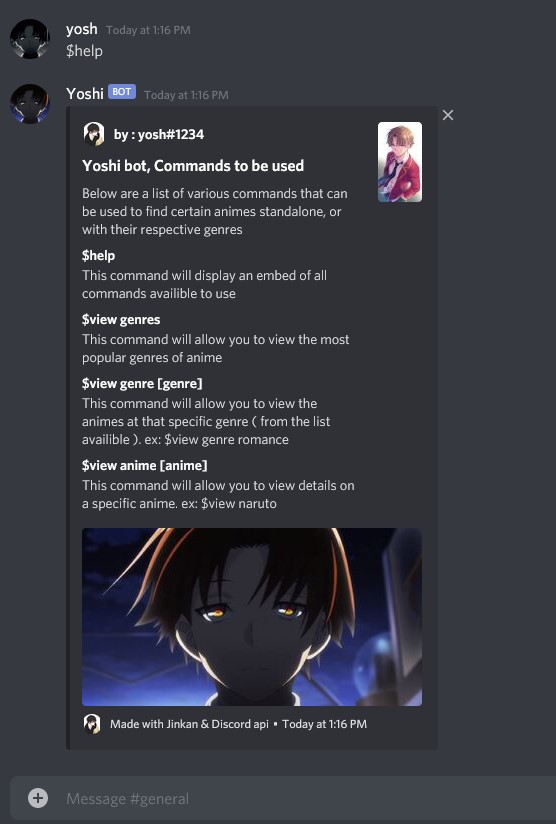 yosh Today at 1:16 PM
$help
Yoshi BOT Today at 1:16 PM
by : yosh#1234
Yoshi bot, Commands to be used
Below are a list of various commands that can
be used to find certain animes standalone, or
with their respective genres
$help
This command will display an embed of all
commands availible to use
$view genres
This command will allow you to view the most
popular genres of anime
$view genre [genre]
This command will allow you to view the
animes at that specific genre ( from the list
availible ). ex: $view genre romance
$view anime [anime]
This command will allow you to view details on
a specific anime. ex: $view naruto
Made with Jinkan & Discord api • Today at 1:16 PM
Message #general